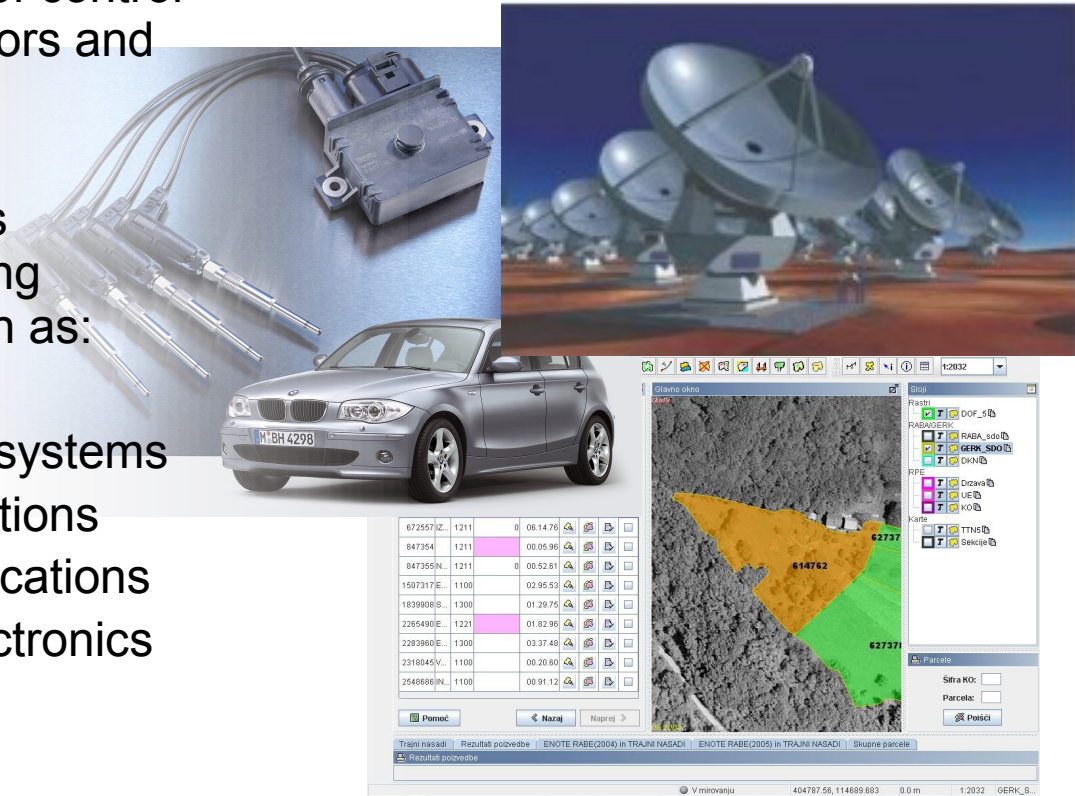 ors and
s
ng
n as:
systems
tions
cations
ctronics
M BH 4298
1:2032
Glavno okno
Sloji
Rastri
T DOF_5
RABA/GERK
T RABA_sdo
T GERK_SDO
T DKN
RPE
T Drzava
T UE
T KO
Karte
T TTN5
T Sekcije
672557 IZ... 1211 0 06.14.76
847354 1211 00.05.96
847355 N... 1211 0 00.52.61
1507317 E... 1100 02.95.53
1839908 S... 1300 01.29.75
2265490 E... 1221 01.82.96
2283960 E... 1300 03.37.48
2318045 V... 1100 00.20.60
2548686 IN... 1100 00.91.12
62737
614762
62737
Parcele
Šifra KO:
Parcela:
Poišči
Pomoč
Nazaj
Naprej
Trajni nasadi Rezultati poizvedbe ENOTE RABE(2004) in TRAJNI NASADI ENOTE RABE(2005) in TRAJNI NASADI Skupne parcele
Rezultati poizvedbe
V mirovanju 404787.56, 114689.683 0.0 m 1:2032 GERK_S...